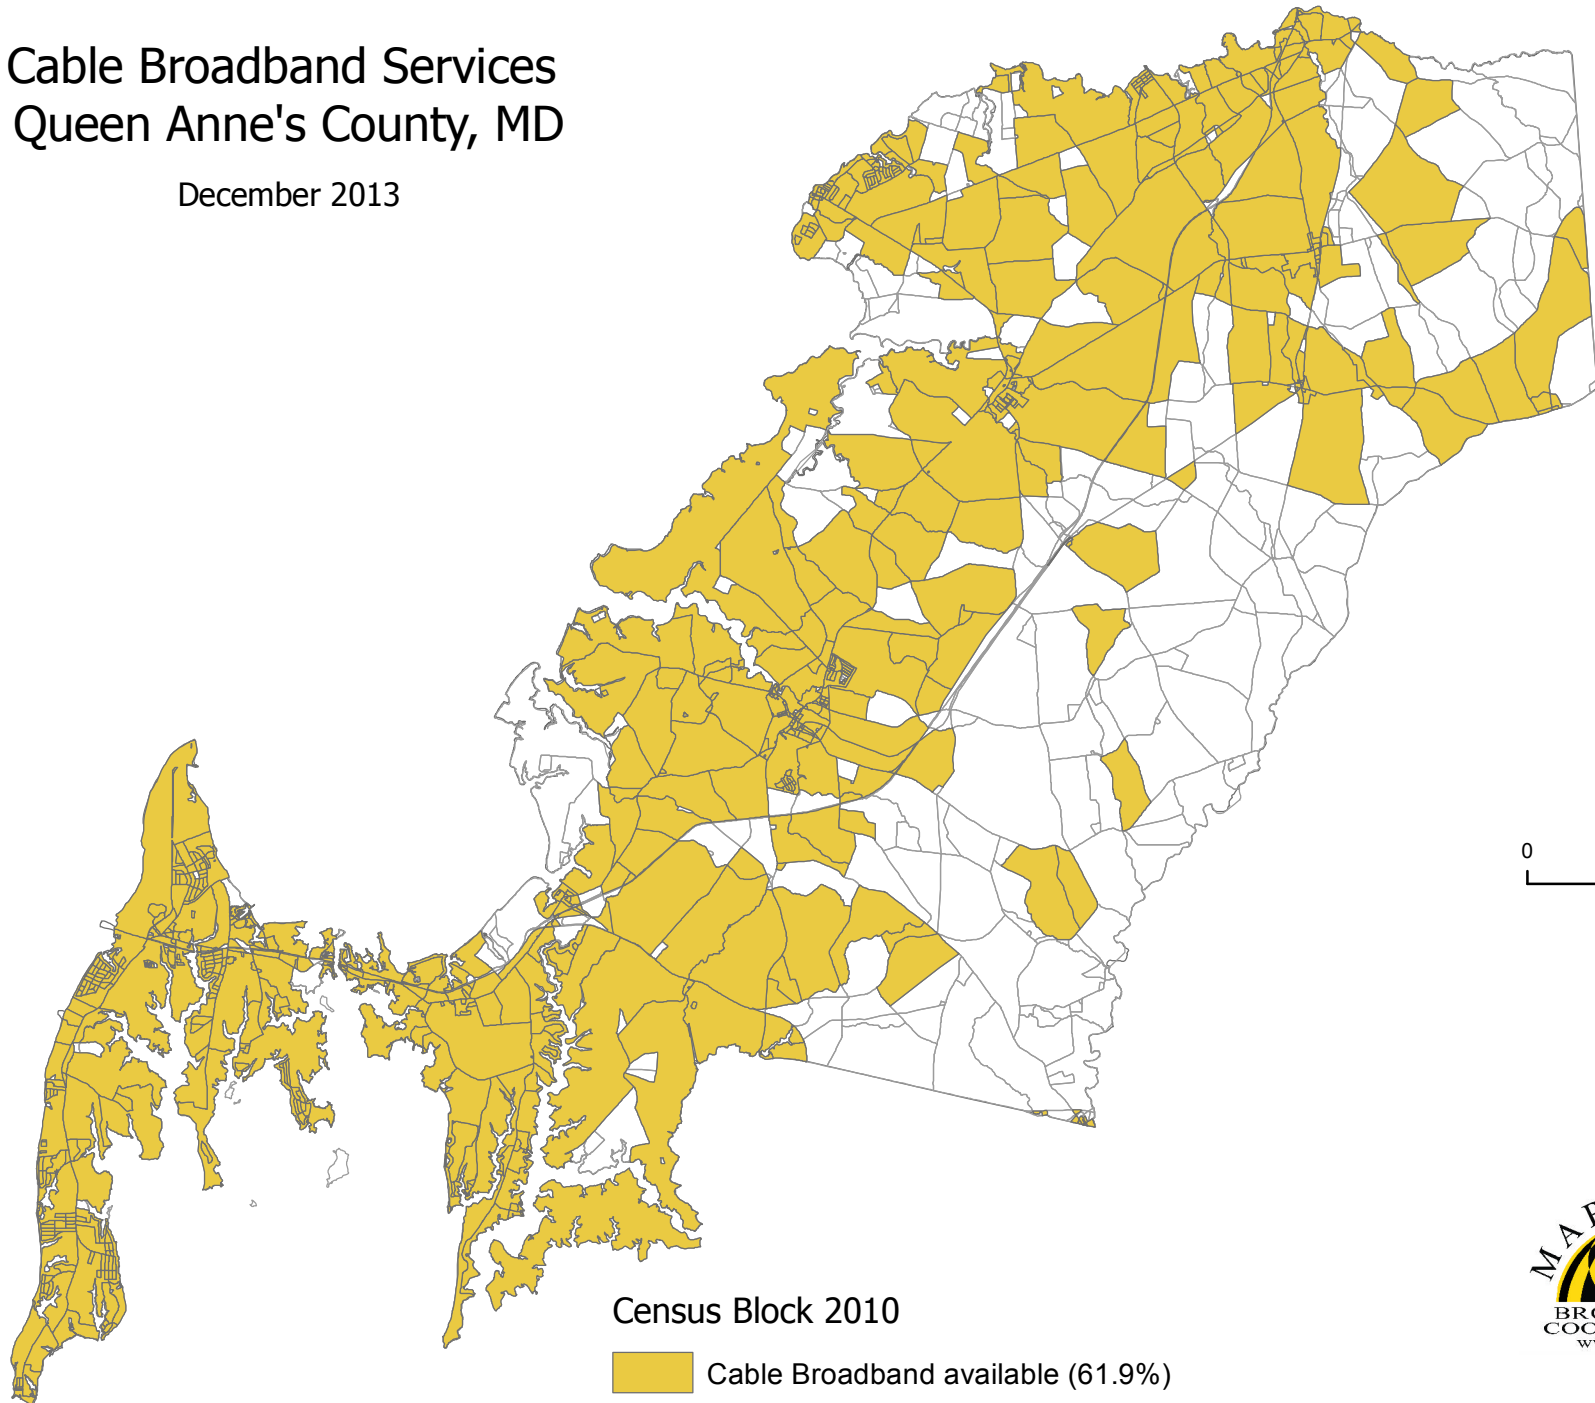 Cable Broadband Services
Queen Anne's County, MD
December 2013
0
Census Block 2010
Cable Broadband available (61.9%)